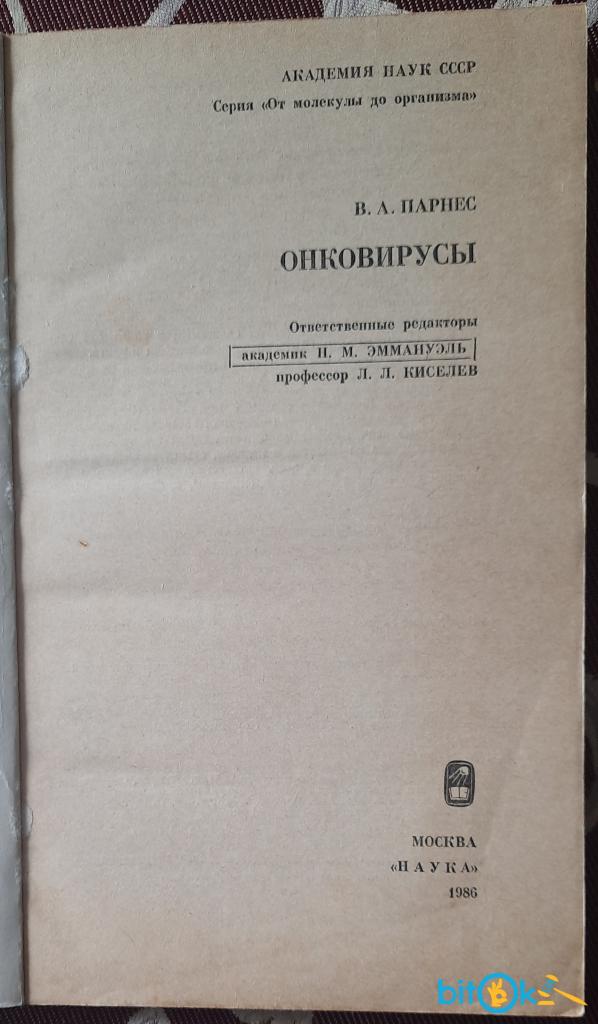 АКАДЕМИЯ НАУК СССР
Серия «От молекулы до организма»
В. А. ПАРНЕС
ОНКОВИРУСЫ
Ответственные редакторы
академик Н. М. ЭММАНУЭЛЬ
профессор Л. Л. КИСЕЛЕВ
МОСКВА
«НАУКА»
1986
bitOk